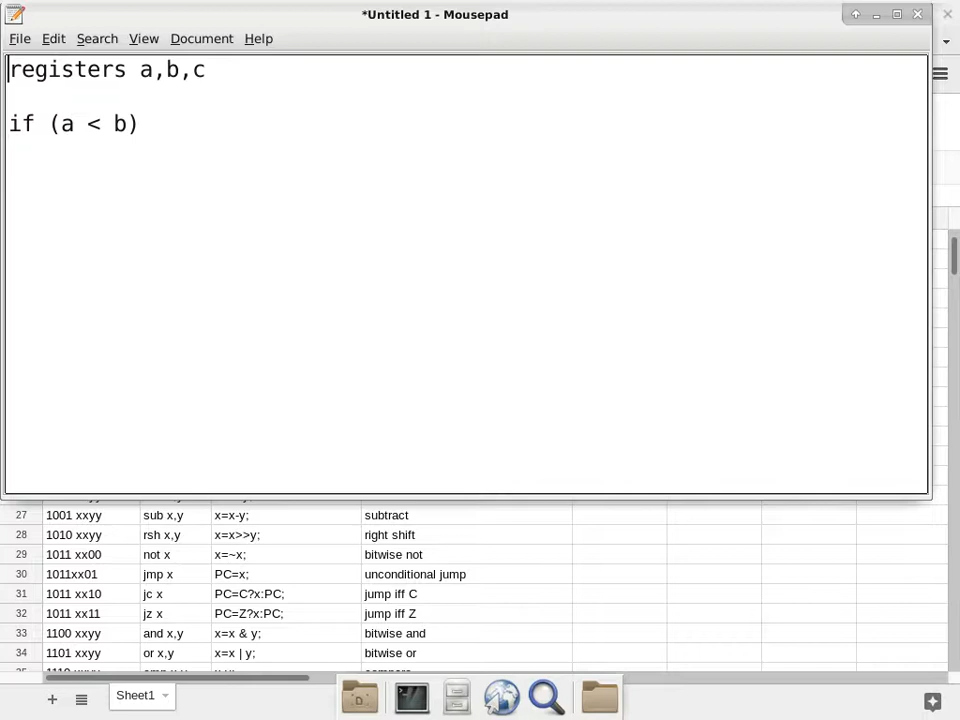 *Untitled 1 - Mousepad
File Edit Search View Document Help
registers a,b,c
if (a < b)
27 1001 xxyy sub x,y x=x-y; subtract
28 1010 xxyy rsh x,y x=x>>y; right shift
29 1011 xx00 not x x=~x; bitwise not
30 1011xx01 jmp x PC=x; unconditional jump
31 1011 xx10 jc x PC=C?x:PC; jump iff C
32 1011 xx11 jz x PC=Z?x:PC; jump iff Z
33 1100 xxyy and x,y x=x & y; bitwise and
34 1101 xxyy or x,y x=x | y; bitwise or
Sheet1